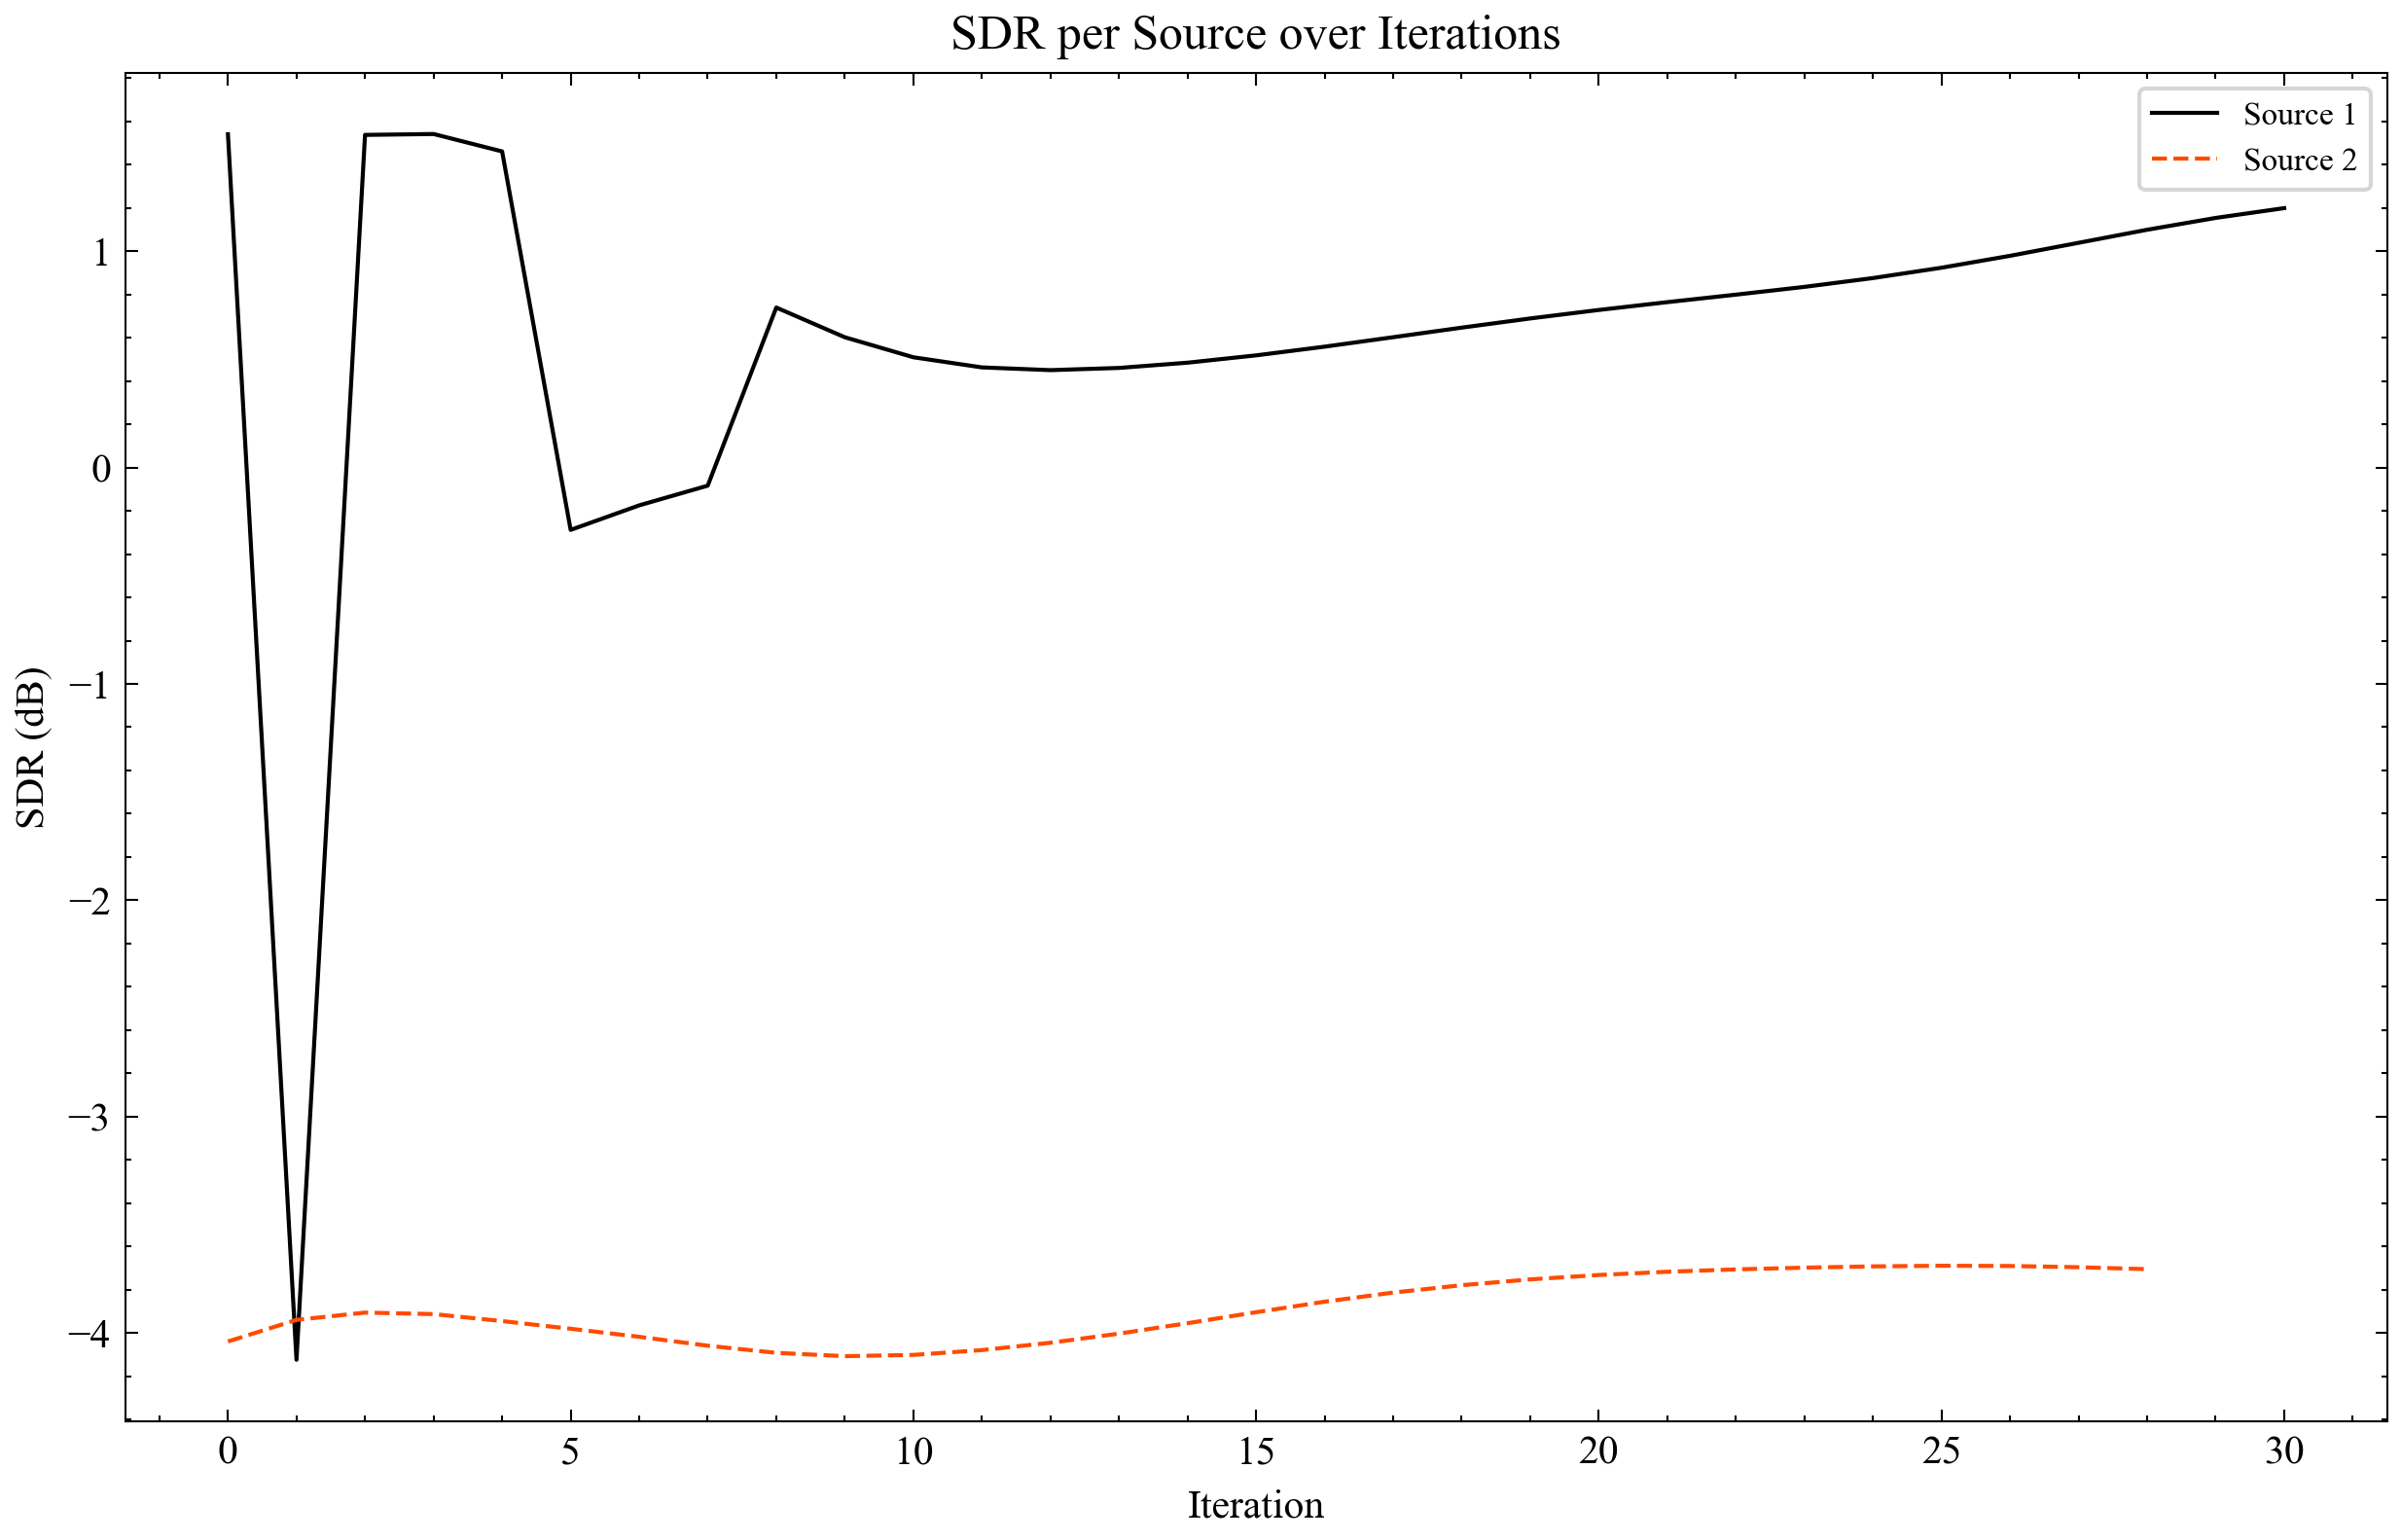 SDR per Source over Iterations
Source 1
Source 2
1
0
−1
−2
−3
−4
SDR (dB)
0 5 10 15 20 25 30
Iteration